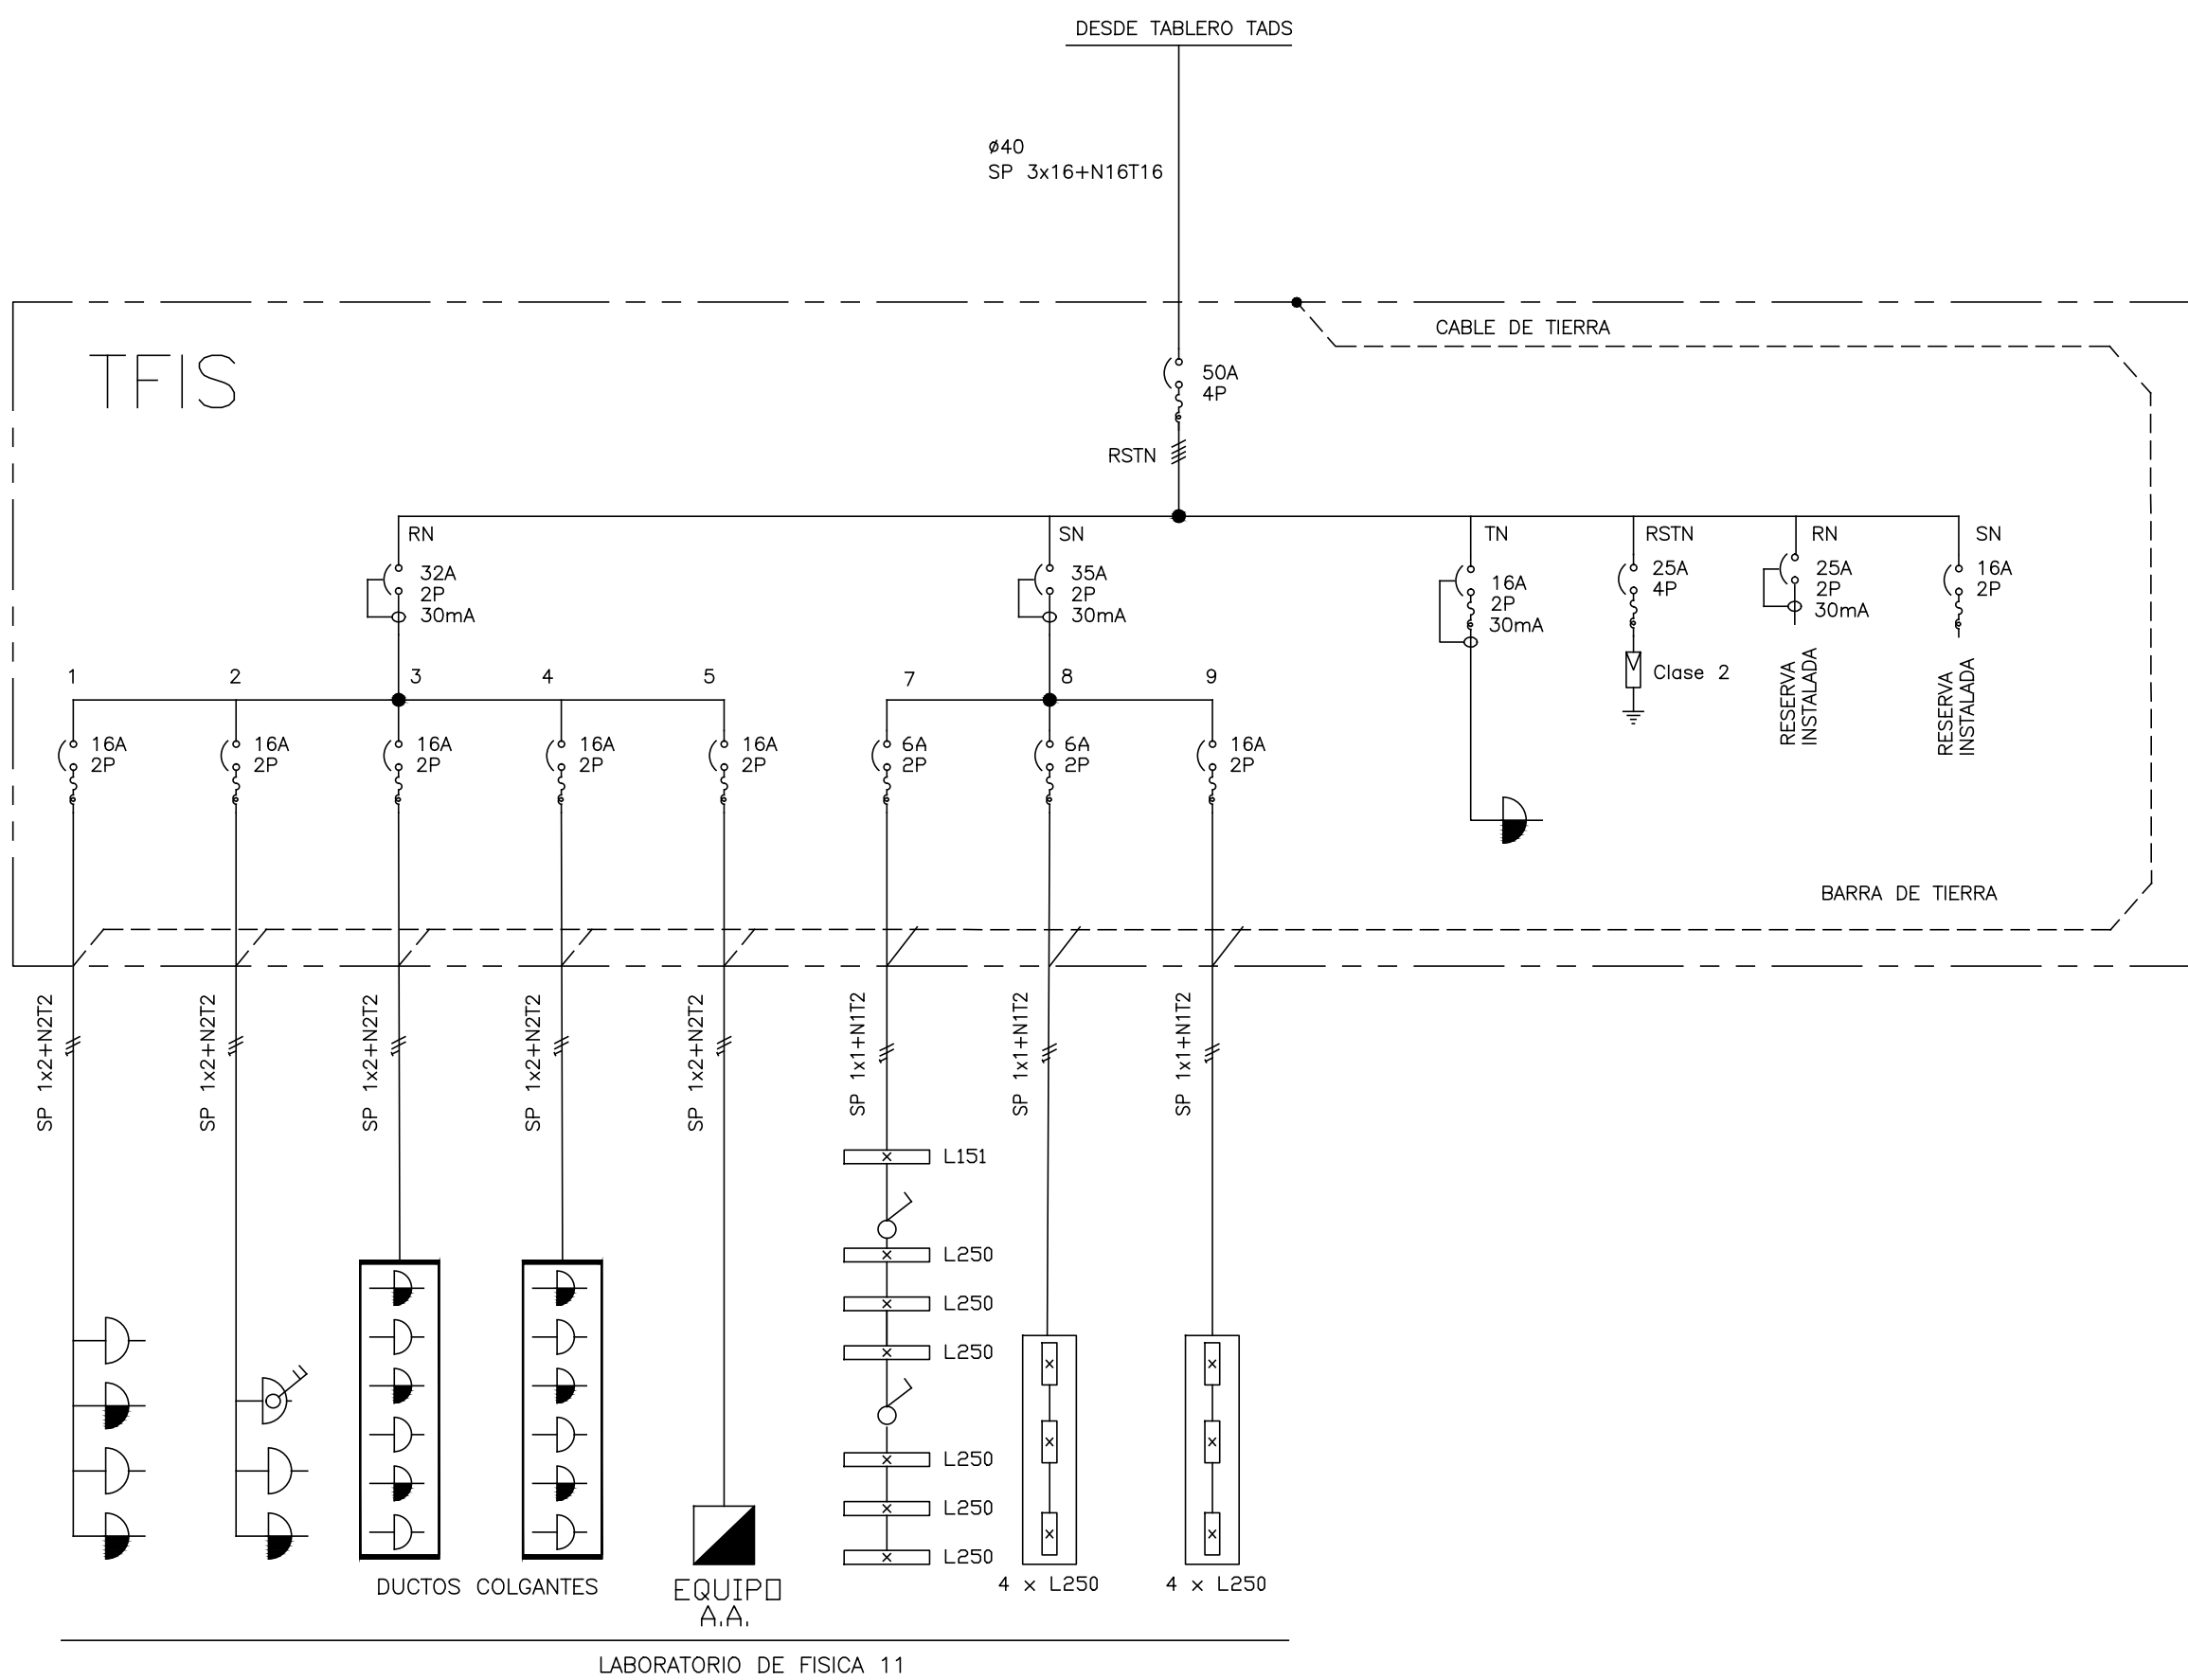 DESDE TABLERO TADS
ø40
SP 3x16+N16T16
CABLE DE TIERRA
TFIS
50A
4P
RSTN
RN
32A
2P
30mA
SN
35A
2P
30mA
TN
16A
2P
30mA
RSTN
25A
4P
Clase 2
RN
25A
2P
30mA
RESERVA
INSTALADA
SN
16A
2P
RESERVA
INSTALADA
1
2
3
4
5
7
8
9
16A
2P
16A
2P
16A
2P
16A
2P
16A
2P
6A
2P
6A
2P
16A
2P
BARRA DE TIERRA
SP 1x2+N2T2
SP 1x2+N2T2
SP 1x2+N2T2
SP 1x2+N2T2
SP 1x2+N2T2
SP 1x1+N1T2
SP 1x1+N1T2
SP 1x1+N1T2
L151
L250
L250
L250
L250
L250
L250
DUCTOS COLGANTES
EQUIPO
A.A.
4 x L250
4 x L250
LABORATORIO DE FISICA 11